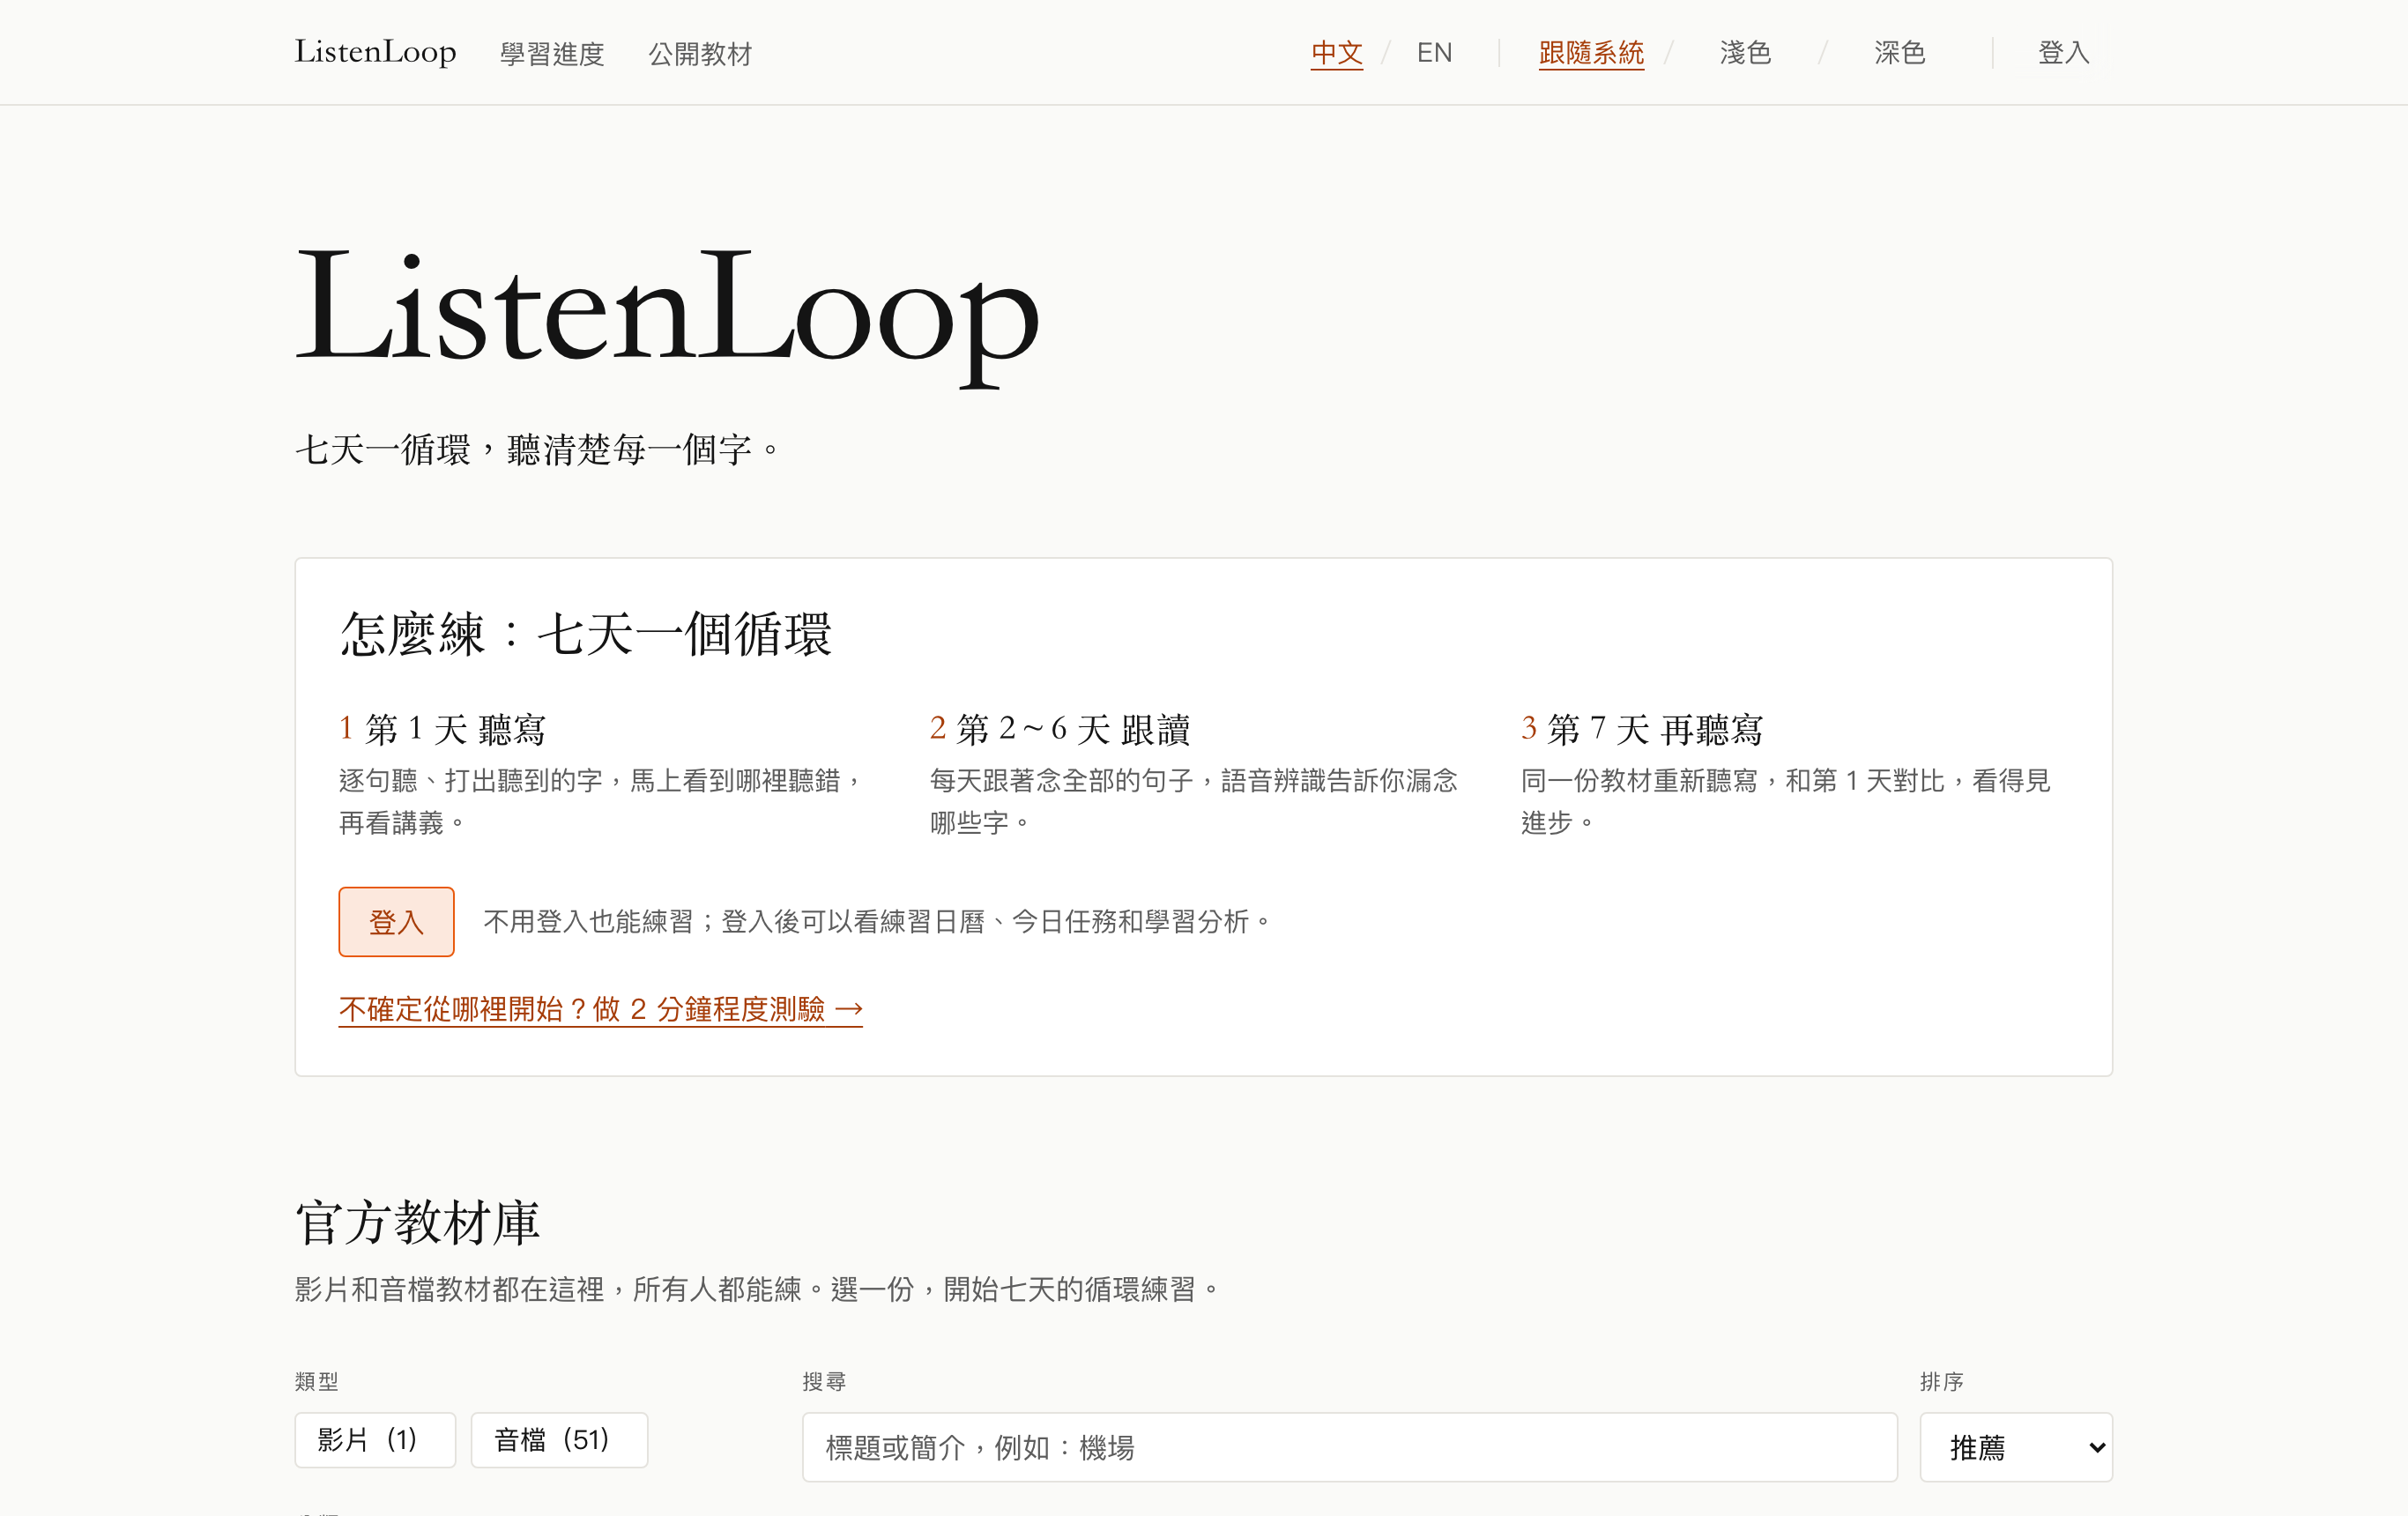 ListenLoop 學習進度 公開教材 中文 / EN | 跟隨系統 / 淺色 / 深色 | 登入
ListenLoop
七天一循環，聽清楚每一個字。
怎麼練：七天一個循環
1 第 1 天 聽寫
逐句聽、打出聽到的字，馬上看到哪裡聽錯，
再看講義。
2 第 2～6 天 跟讀
每天跟著念全部的句子，語音辨識告訴你漏念
哪些字。
3 第 7 天 再聽寫
同一份教材重新聽寫，和第 1 天對比，看得見
進步。
登入 不用登入也能練習；登入後可以看練習日曆、今日任務和學習分析。
不確定從哪裡開始？做 2 分鐘程度測驗 →
官方教材庫
影片和音檔教材都在這裡，所有人都能練。選一份，開始七天的循環練習。
類型 搜尋 排序
影片（1） 音檔（51） 標題或簡介，例如：機場 推薦